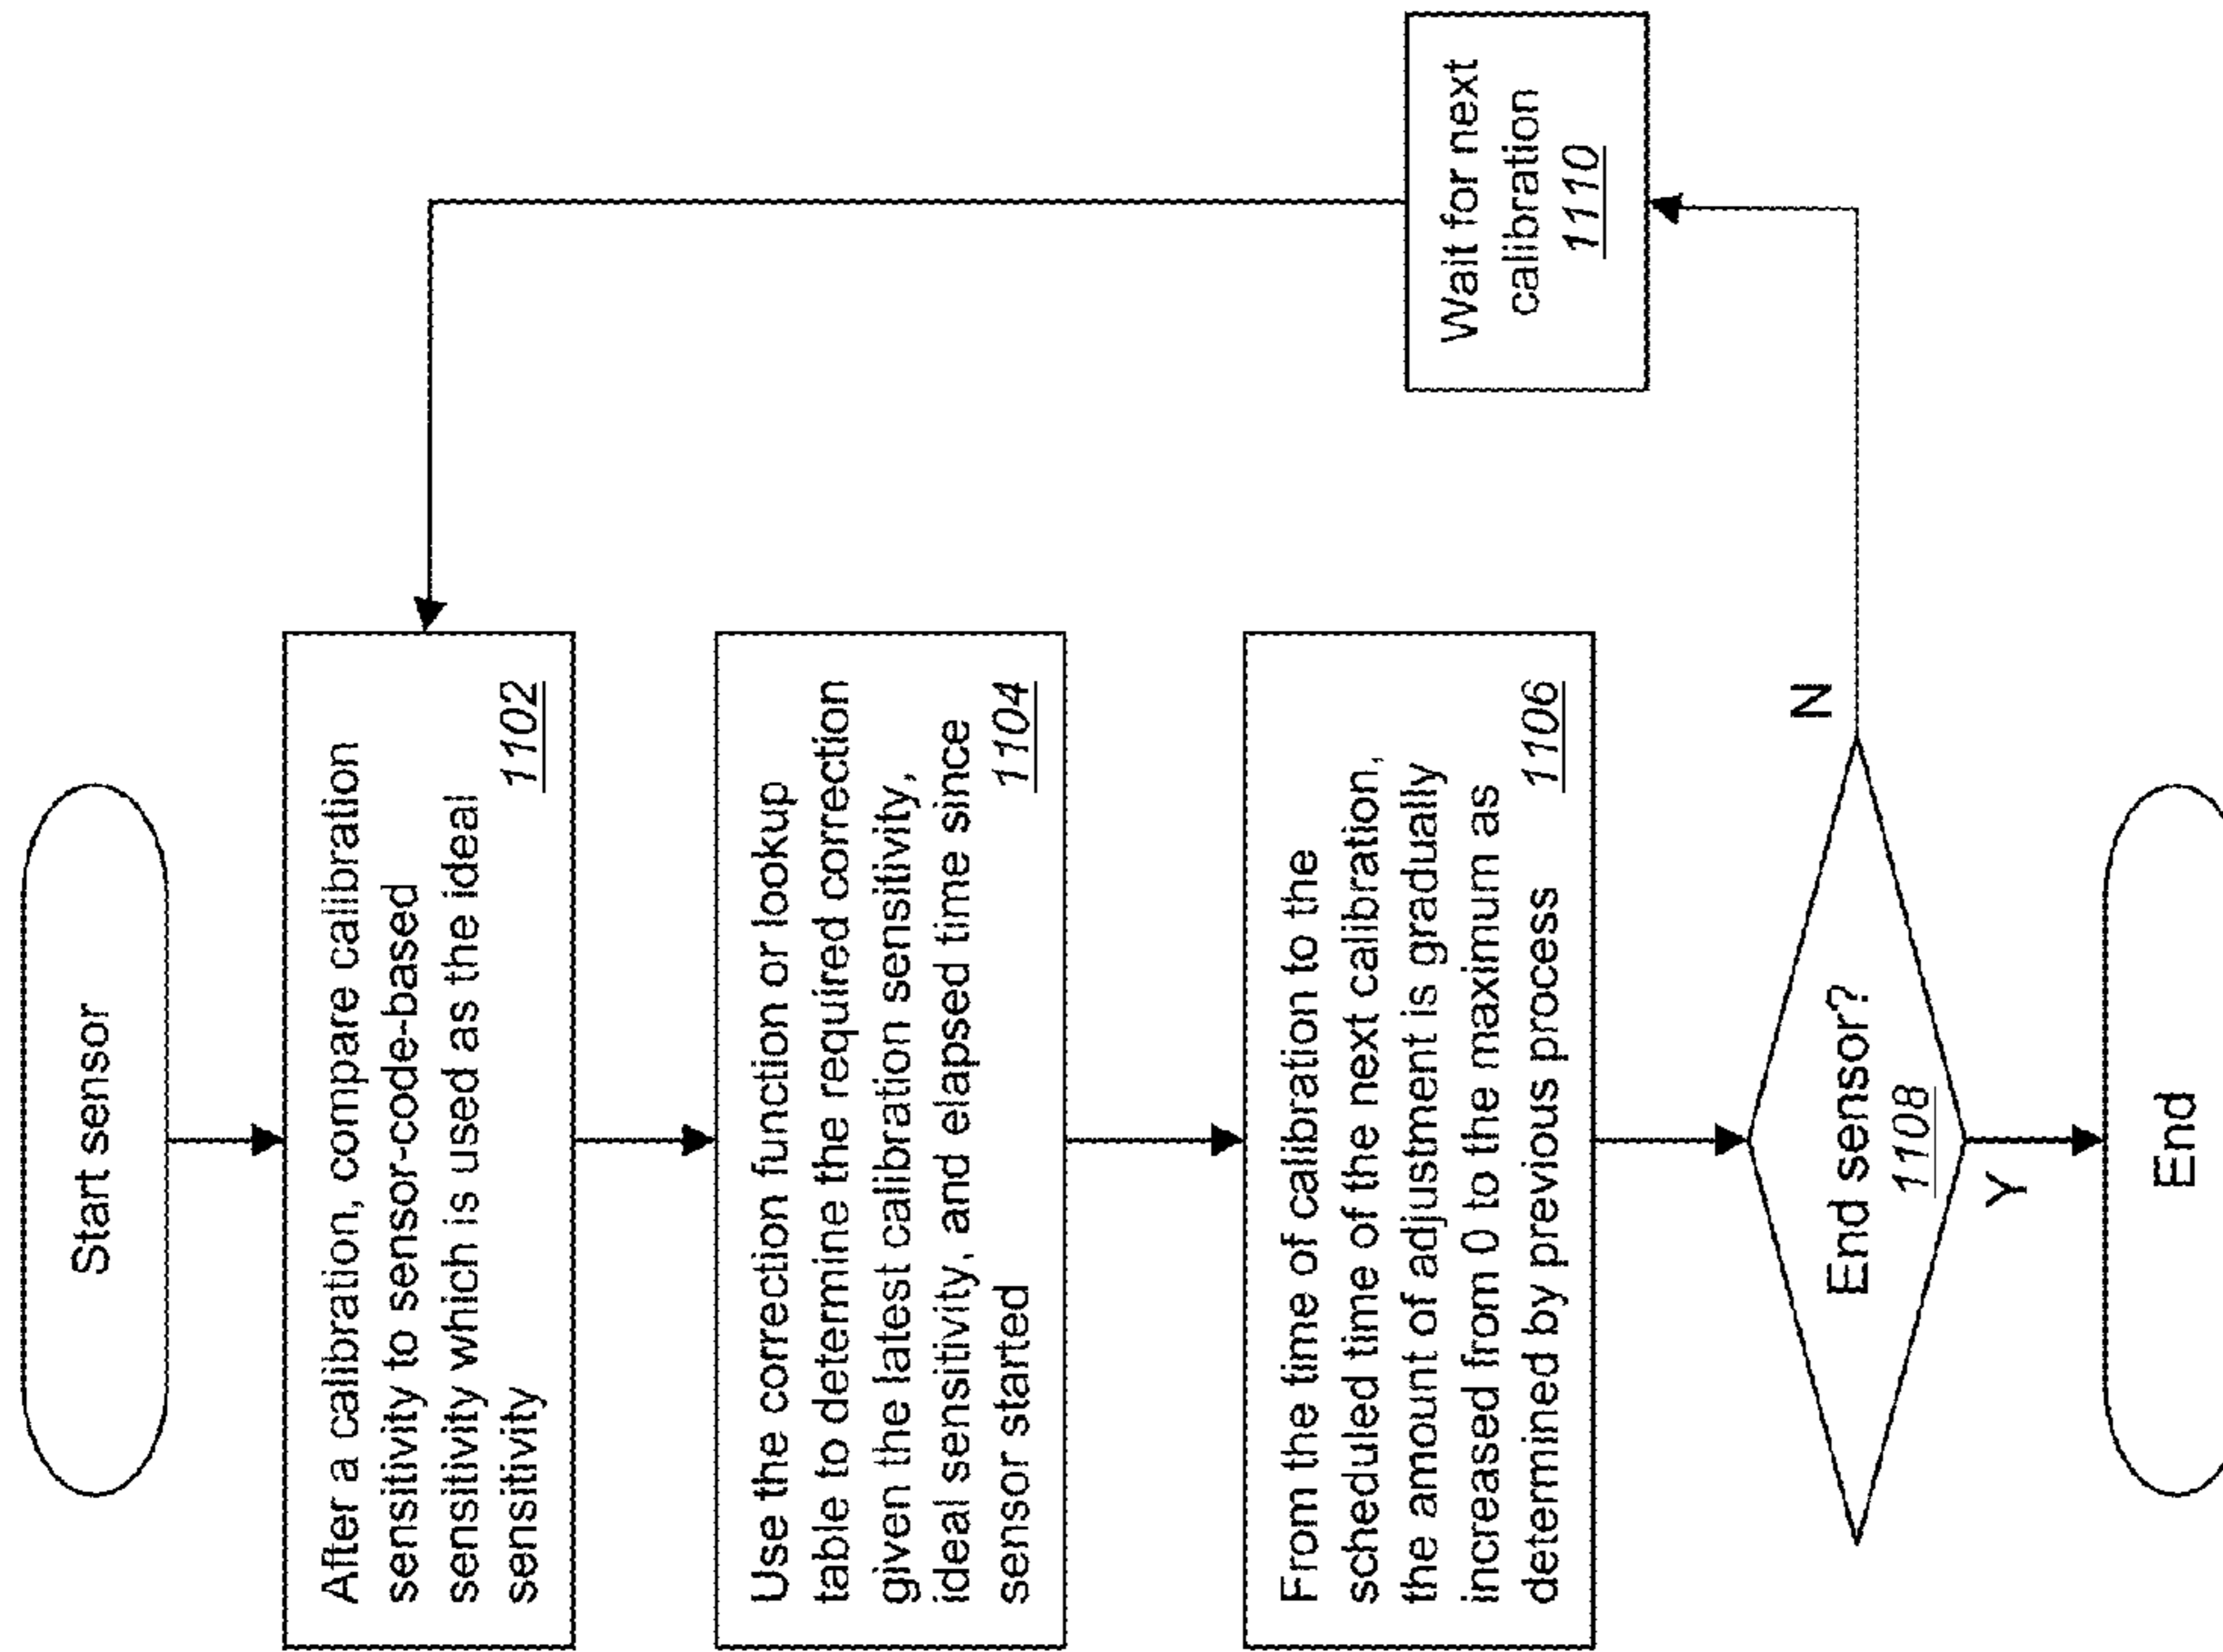 Start sensor
After a calibration, compare calibration
sensitivity to sensor-code-based
sensitivity which is used as the ideal
sensitivity
1102
Use the correction function or lookup
table to determine the required correction
given the latest calibration sensitivity,
ideal sensitivity, and elapsed time since
sensor started
1104
From the time of calibration to the
scheduled time of the next calibration,
the amount of adjustment is gradually
increased from 0 to the maximum as
determined by previous process
1106
End sensor?
1108
N
Y
Wait for next
calibration
1110
End